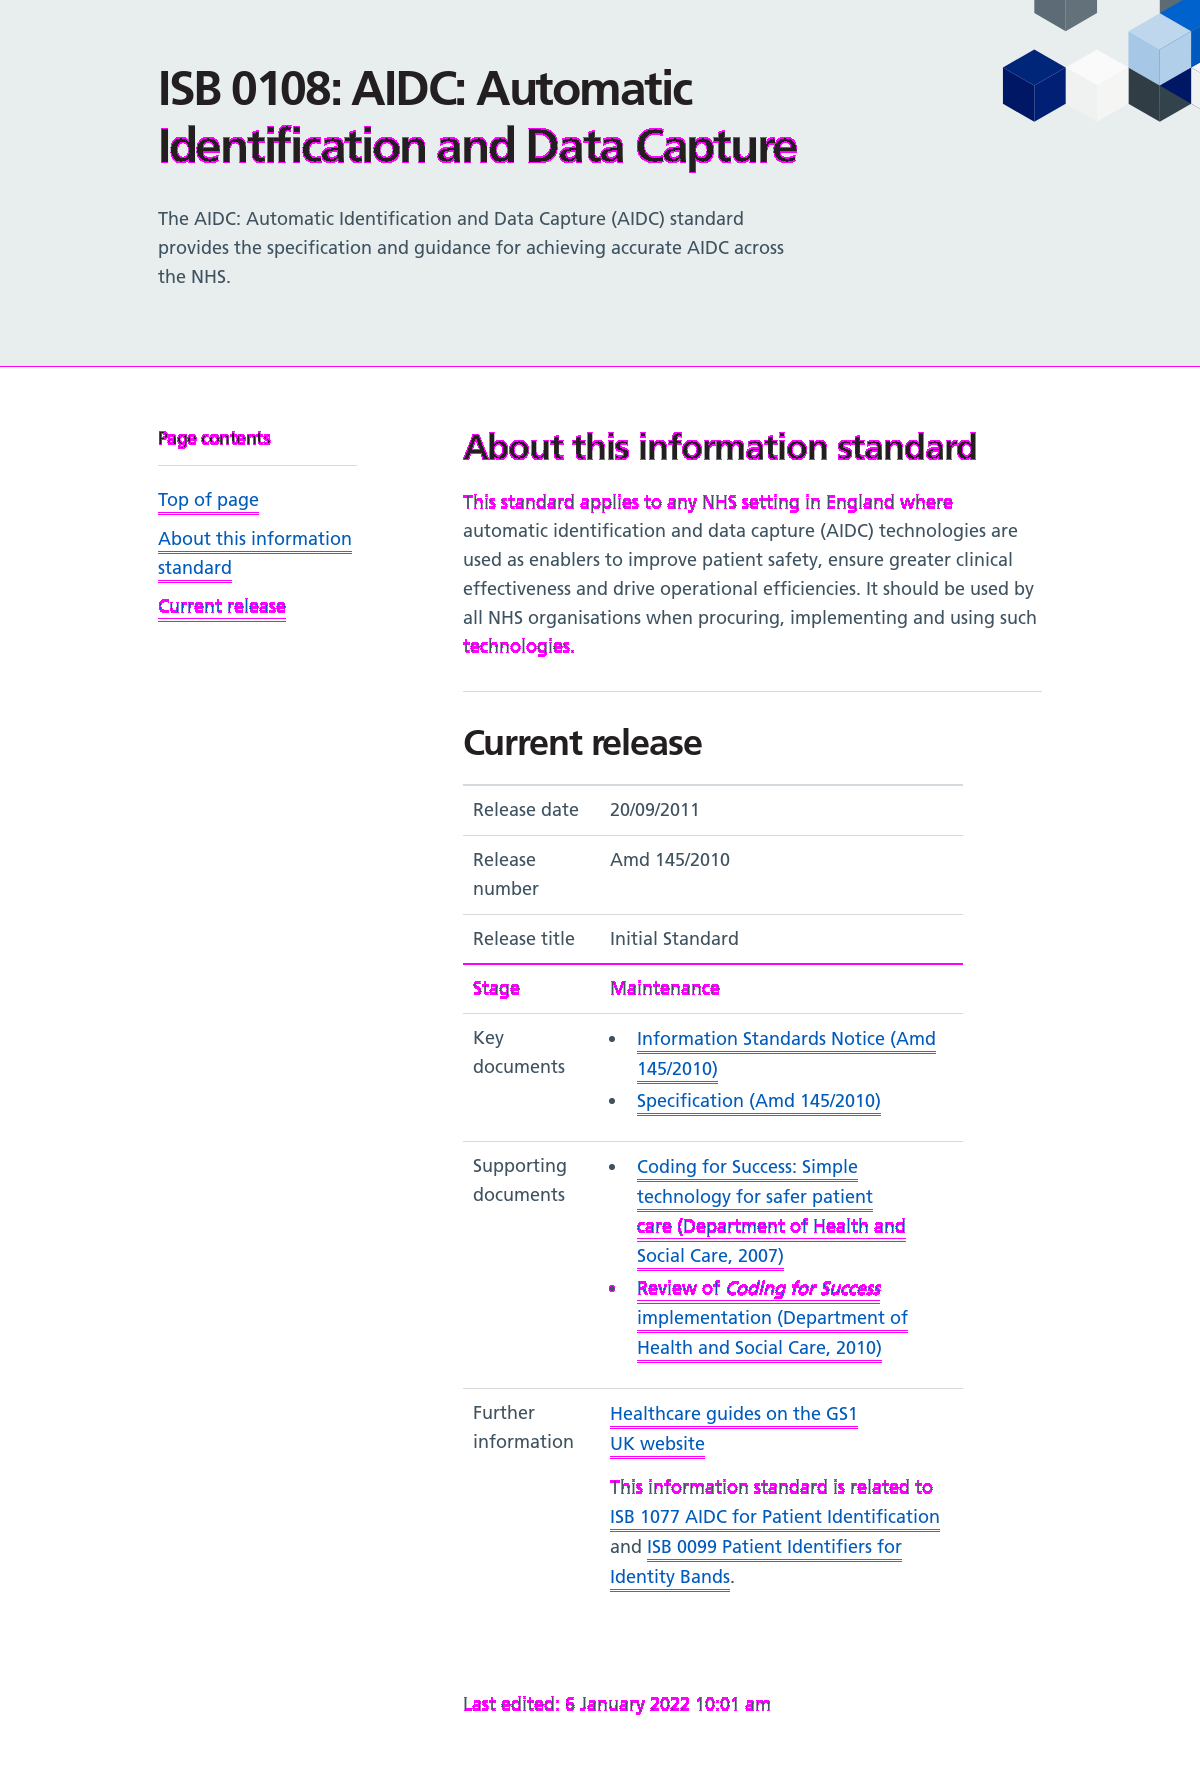 ISB 0108: AIDC: Automatic
Identification and Data Capture
The AIDC: Automatic Identification and Data Capture (AIDC) standard
provides the specification and guidance for achieving accurate AIDC across
the NHS.
Page contents
Top of page
About this information
standard
Current release
About this information standard
This standard applies to any NHS setting in England where
automatic identification and data capture (AIDC) technologies are
used as enablers to improve patient safety, ensure greater clinical
effectiveness and drive operational efficiencies. It should be used by
all NHS organisations when procuring, implementing and using such
technologies.
Current release
Release date 20/09/2011
Release Amd 145/2010
number
Release title Initial Standard
Stage Maintenance
Key
documents
• Information Standards Notice (Amd
145/2010)
• Specification (Amd 145/2010)
Supporting
documents
• Coding for Success: Simple
technology for safer patient
care (Department of Health and
Social Care, 2007)
• Review of Coding for Success
implementation (Department of
Health and Social Care, 2010)
Further
information
Healthcare guides on the GS1
UK website
This information standard is related to
ISB 1077 AIDC for Patient Identification
and ISB 0099 Patient Identifiers for
Identity Bands.
Last edited: 6 January 2022 10:01 am